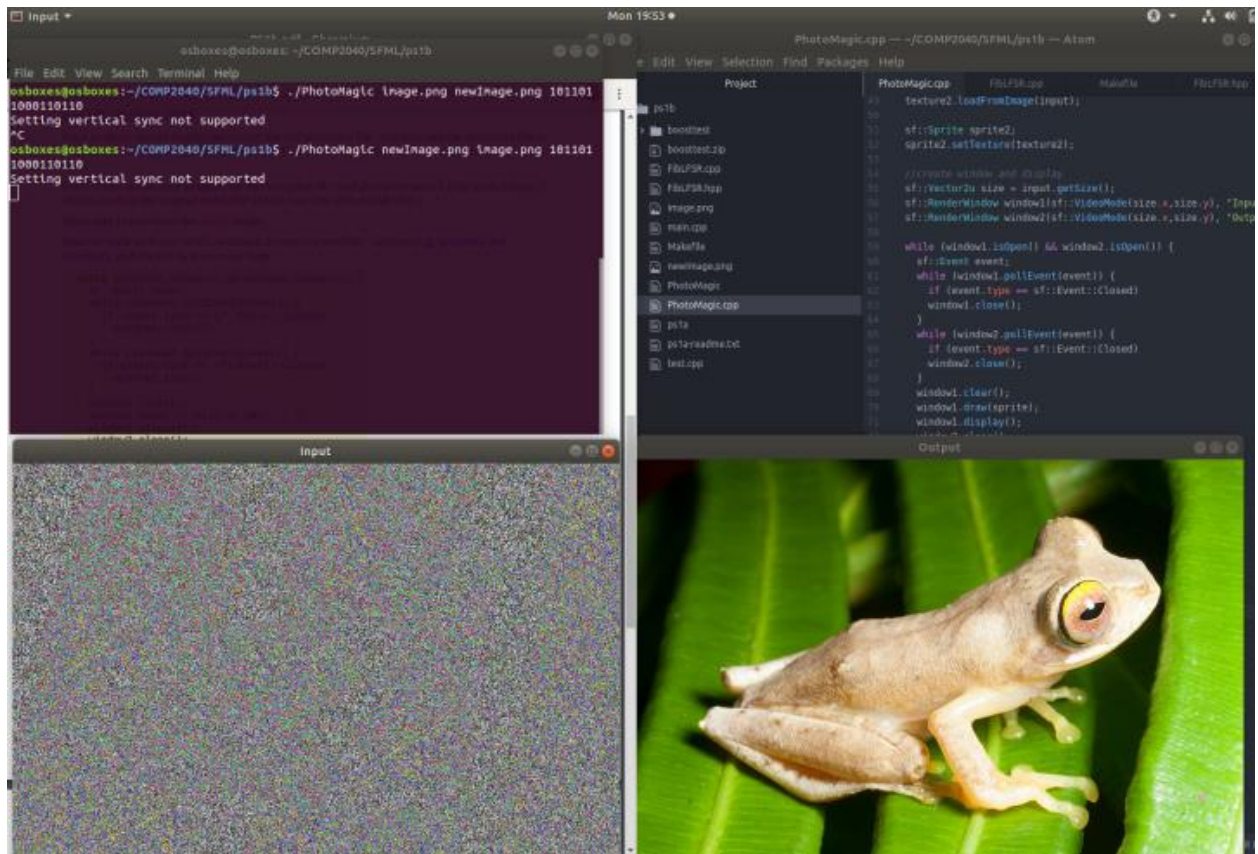 Input
Mon 19:53
osboxes@osboxes: ~/COMP2040/SFML/ps1b
File Edit View Search Terminal Help
osboxes@osboxes:~/COMP2040/SFML/ps1b$ ./PhotoMagic image.png newImage.png 101101
1000110110
Setting vertical sync not supported
^C
osboxes@osboxes:~/COMP2040/SFML/ps1b$ ./PhotoMagic newImage.png image.png 101101
1000110110
Setting vertical sync not supported
PhotoMagic.cpp — ~/COMP2040/SFML/ps1b — Atom
Edit View Selection Find Packages Help
Project
ps1b
boosttest
boosttest.zip
FibLFSR.cpp
FibLFSR.hpp
image.png
main.cpp
Makefile
newImage.png
PhotoMagic
PhotoMagic.cpp
ps1a
ps1a-readme.txt
test.cpp
PhotoMagic.cpp FibLFSR.cpp Makefile FibLFSR.hpp
texture2.loadFromImage(input);
sf::Sprite sprite2;
sprite2.setTexture(texture2);
//create window and display
sf::Vector2u size = input.getSize();
sf::RenderWindow window1(sf::VideoMode(size.x,size.y), "Inpu
sf::RenderWindow window2(sf::VideoMode(size.x,size.y), "Outp
while (window1.isOpen() && window2.isOpen()) {
sf::Event event;
while (window1.pollEvent(event)) {
if (event.type == sf::Event::Closed)
window1.close();
}
while (window2.pollEvent(event)) {
if (event.type == sf::Event::Closed)
window2.close();
}
window1.clear();
window1.draw(sprite);
window1.display();
Input
Output